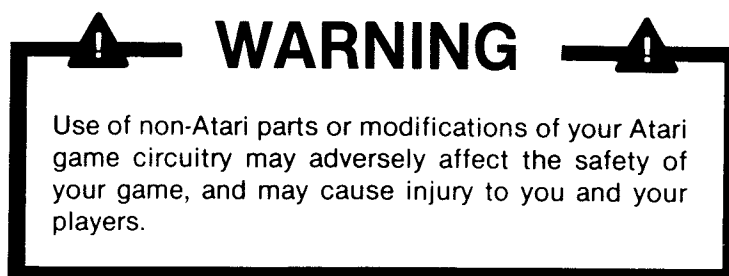 WARNING
Use of non-Atari parts or modifications of your Atari
game circuitry may adversely affect the safety of
your game, and may cause injury to you and your
players.